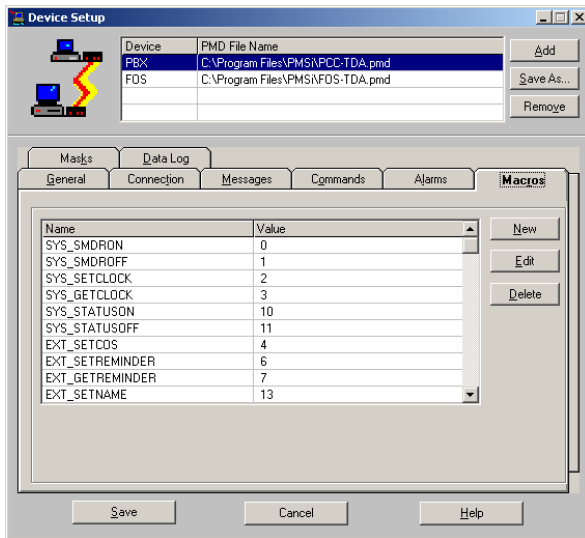 Device Setup
Device PMD File Name
PBX C:\Program Files\PMSi\PCC-TDA.pmd
FOS C:\Program Files\PMSi\FOS-TDA.pmd
Add
Save As...
Remove
Masks Data Log
General Connection Messages Commands Alarms Macros
Name Value
SYS_SMDRON 0
SYS_SMDROFF 1
SYS_SETCLOCK 2
SYS_GETCLOCK 3
SYS_STATUSON 10
SYS_STATUSOFF 11
EXT_SETCOS 4
EXT_SETREMINDER 6
EXT_GETREMINDER 7
EXT_SETNAME 13
New
Edit
Delete
Save Cancel Help